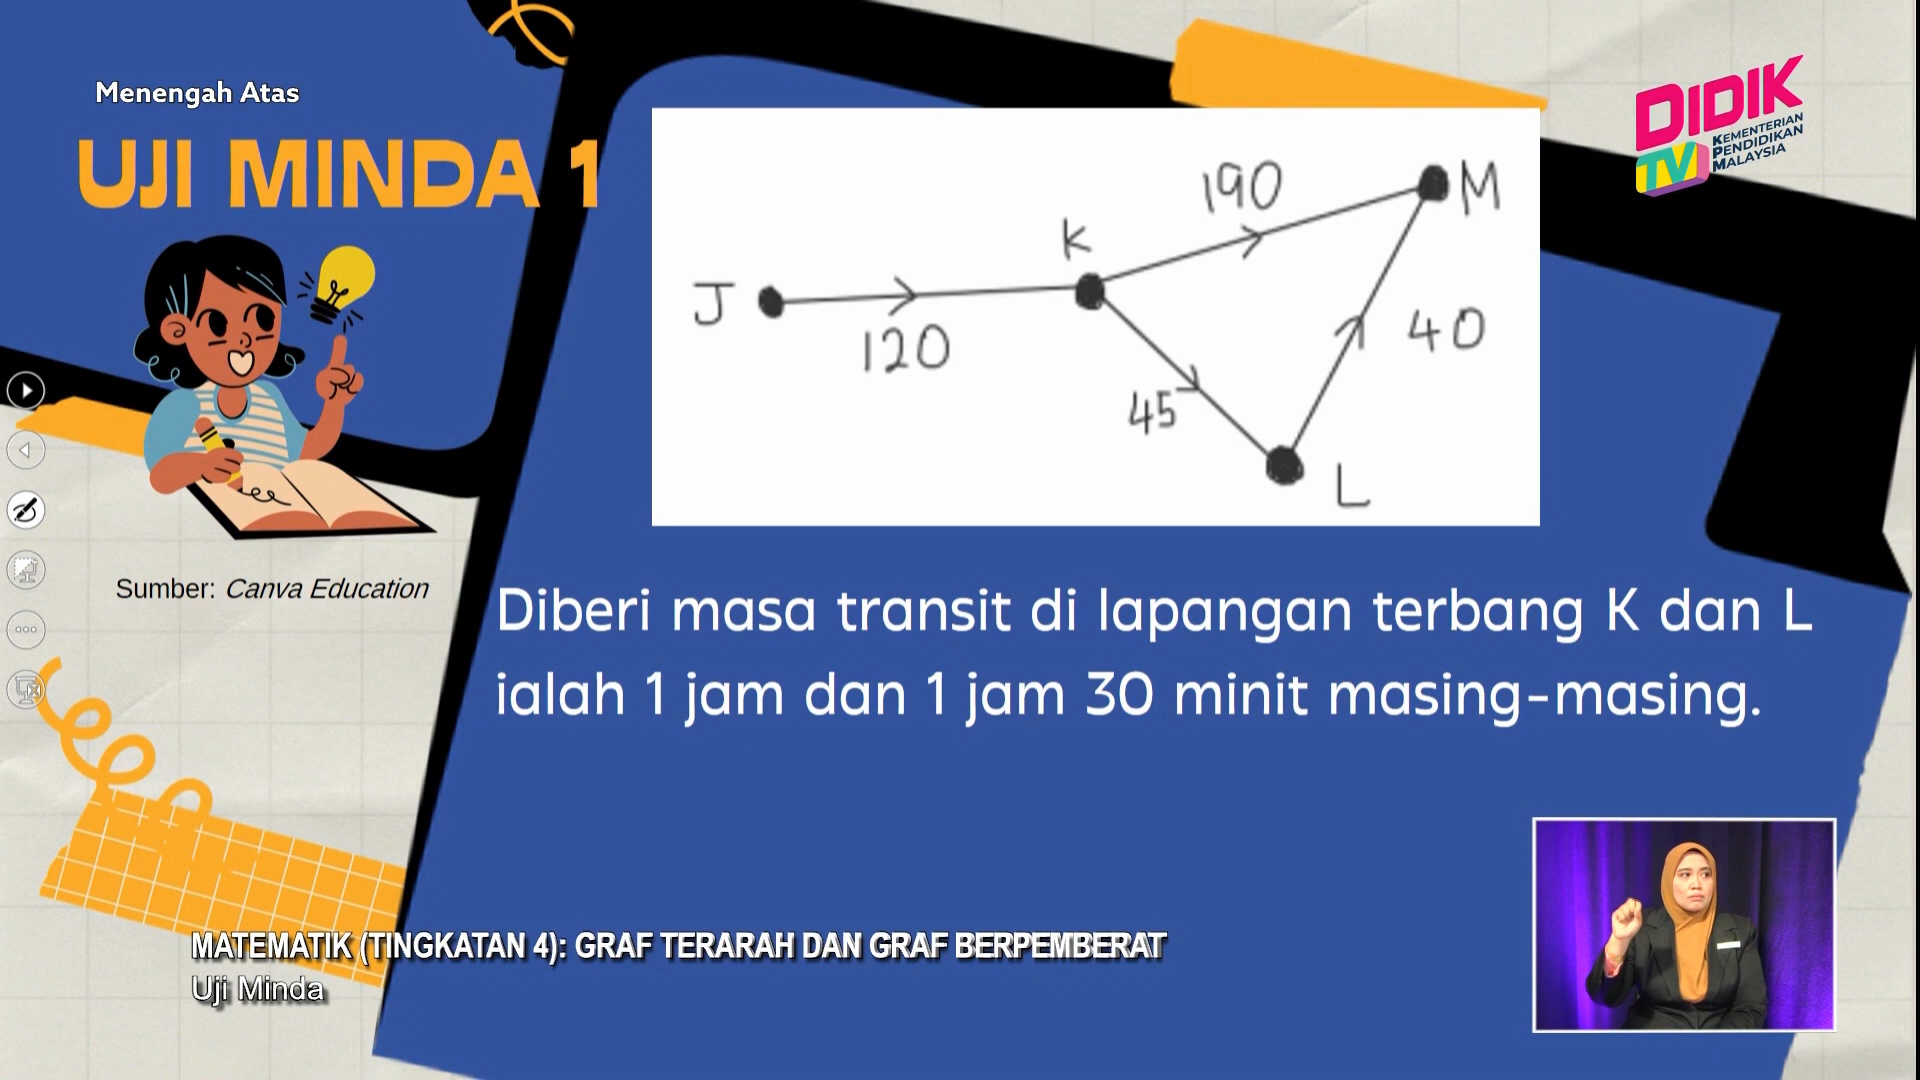 Menengah Atas
UJI MINDA 1
DIDIK
TV
KEMENTERIAN
PENDIDIKAN
MALAYSIA
190
M
K
J
120
40
45
L
Sumber: Canva Education
Diberi masa transit di lapangan terbang K dan L
ialah 1 jam dan 1 jam 30 minit masing-masing.
MATEMATIK (TINGKATAN 4): GRAF TERARAH DAN GRAF BERPEMBERAT
Uji Minda